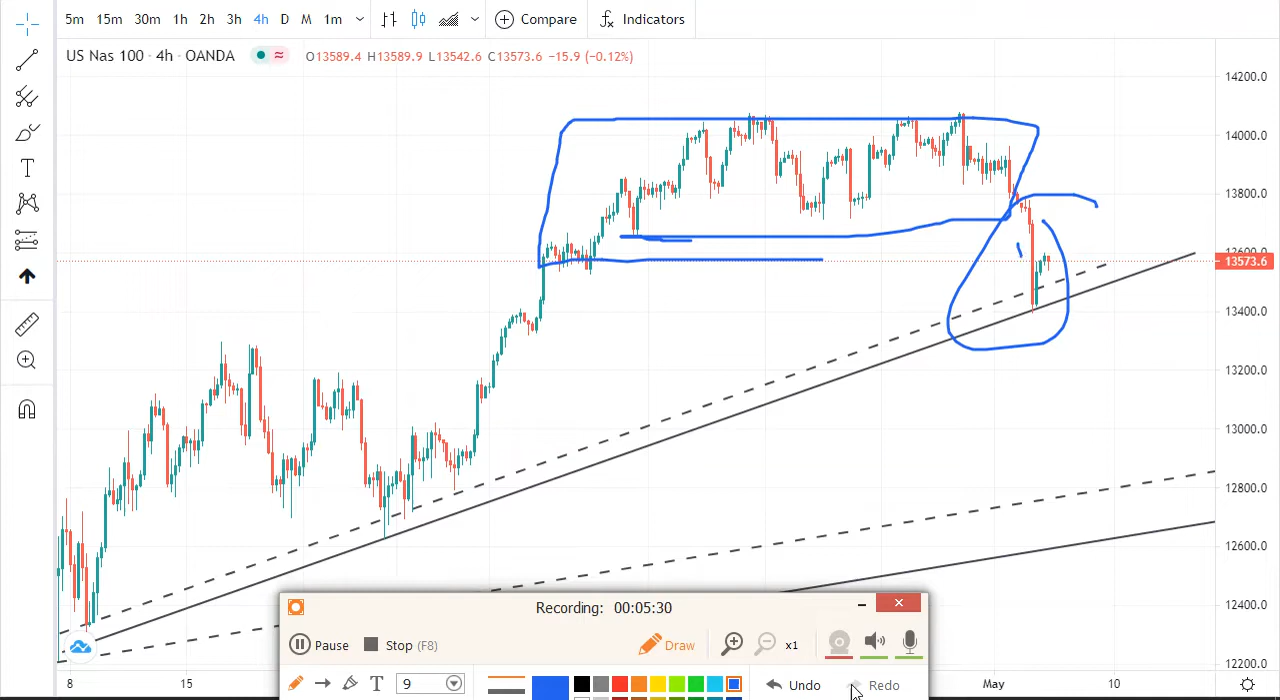 5m 15m 30m 1h 2h 3h 4h D M 1m Compare Indicators
US Nas 100 · 4h · OANDA O13589.4 H13589.9 L13542.6 C13573.6 −15.9 (−0.12%)
14200.0
14000.0
13800.0
13600.0
13573.6
13400.0
13200.0
13000.0
12800.0
12600.0
12400.0
12200.0
8 15 May 10
Recording: 00:05:30
Pause Stop (F8) Draw x1
T 9 Undo Redo